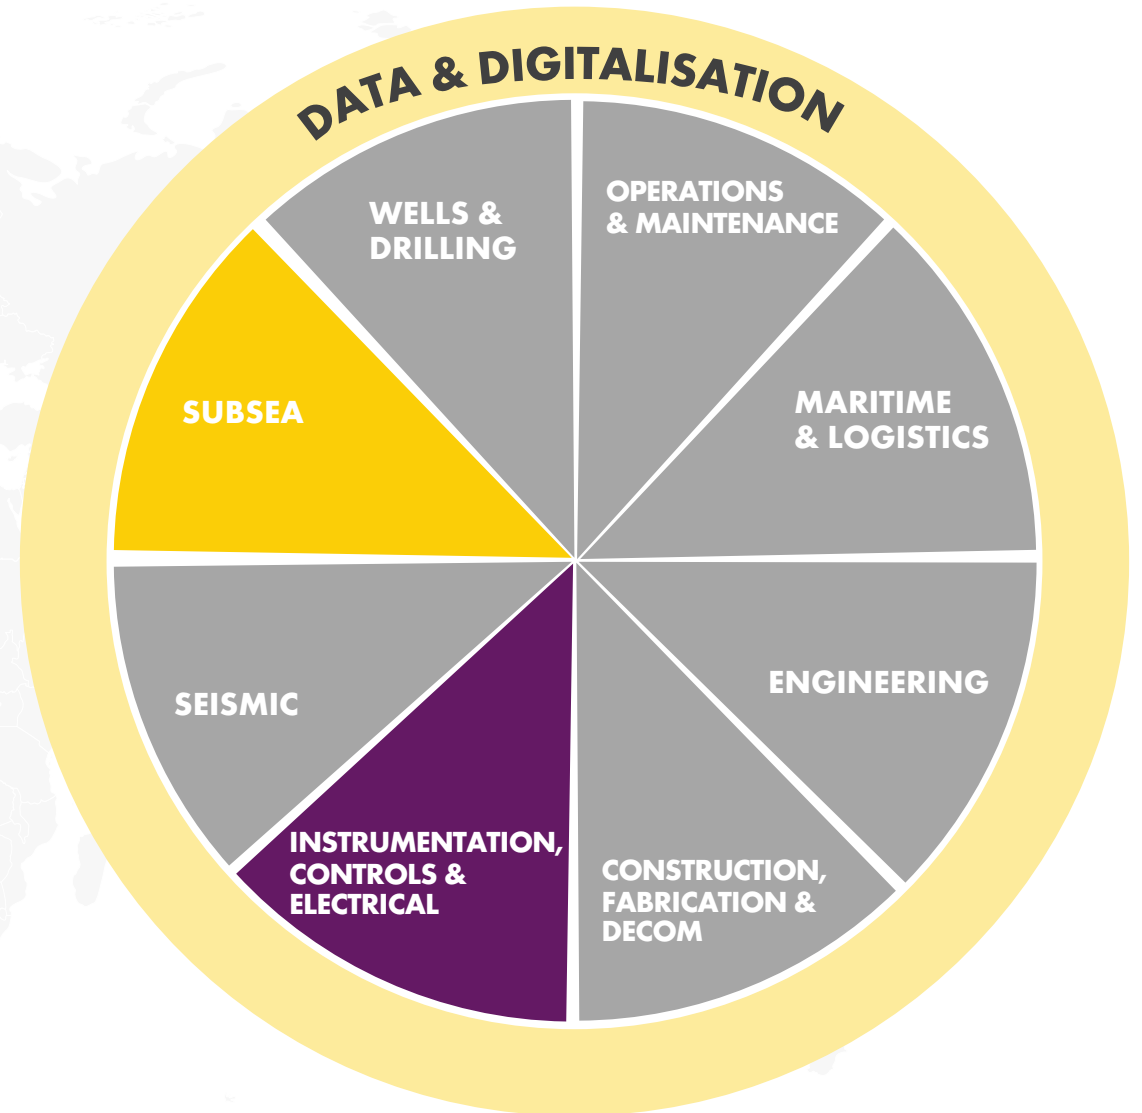 DATA & DIGITALISATION
WELLS &
DRILLING
OPERATIONS
& MAINTENANCE
SUBSEA
MARITIME
& LOGISTICS
SEISMIC
ENGINEERING
INSTRUMENTATION,
CONTROLS &
ELECTRICAL
CONSTRUCTION,
FABRICATION &
DECOM